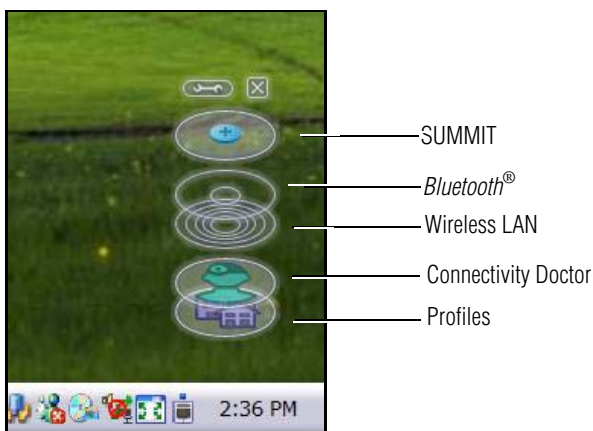 SUMMIT
Bluetooth®
Wireless LAN
Connectivity Doctor
Profiles
2:36 PM